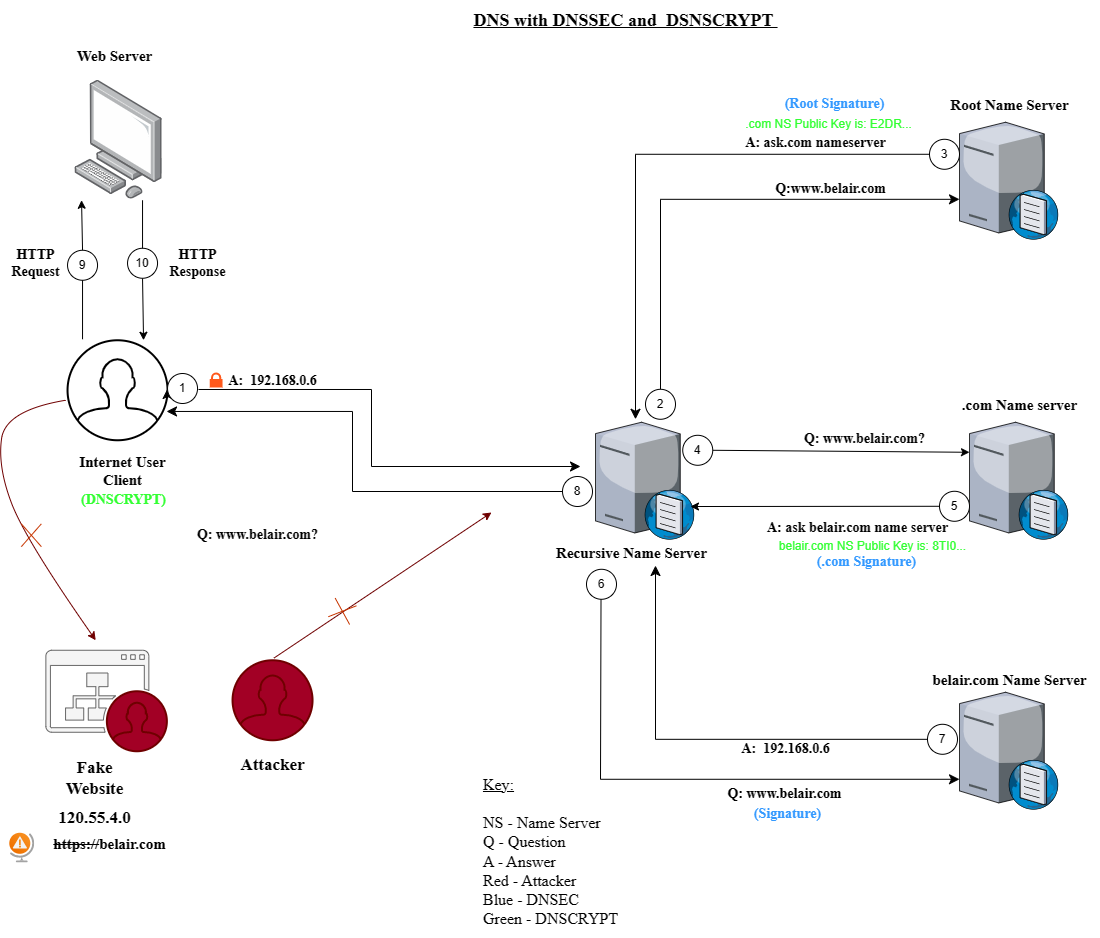 DNS with DNSSEC and DSNSCRYPT
Web Server
(Root Signature)
.com NS Public Key is: E2DR...
A: ask.com nameserver
Root Name Server
3
Q:www.belair.com
HTTP
Request
9
10
HTTP
Response
1
A: 192.168.0.6
2
.com Name server
4
Q: www.belair.com?
Internet User
Client
(DNSCRYPT)
8
5
A: ask belair.com name server
belair.com NS Public Key is: 8TI0...
(.com Signature)
Q: www.belair.com?
Recursive Name Server
6
belair.com Name Server
7
A: 192.168.0.6
Attacker
Fake
Website
120.55.4.0
https://belair.com
Q: www.belair.com
(Signature)
Key:
NS - Name Server
Q - Question
A - Answer
Red - Attacker
Blue - DNSEC
Green - DNSCRYPT